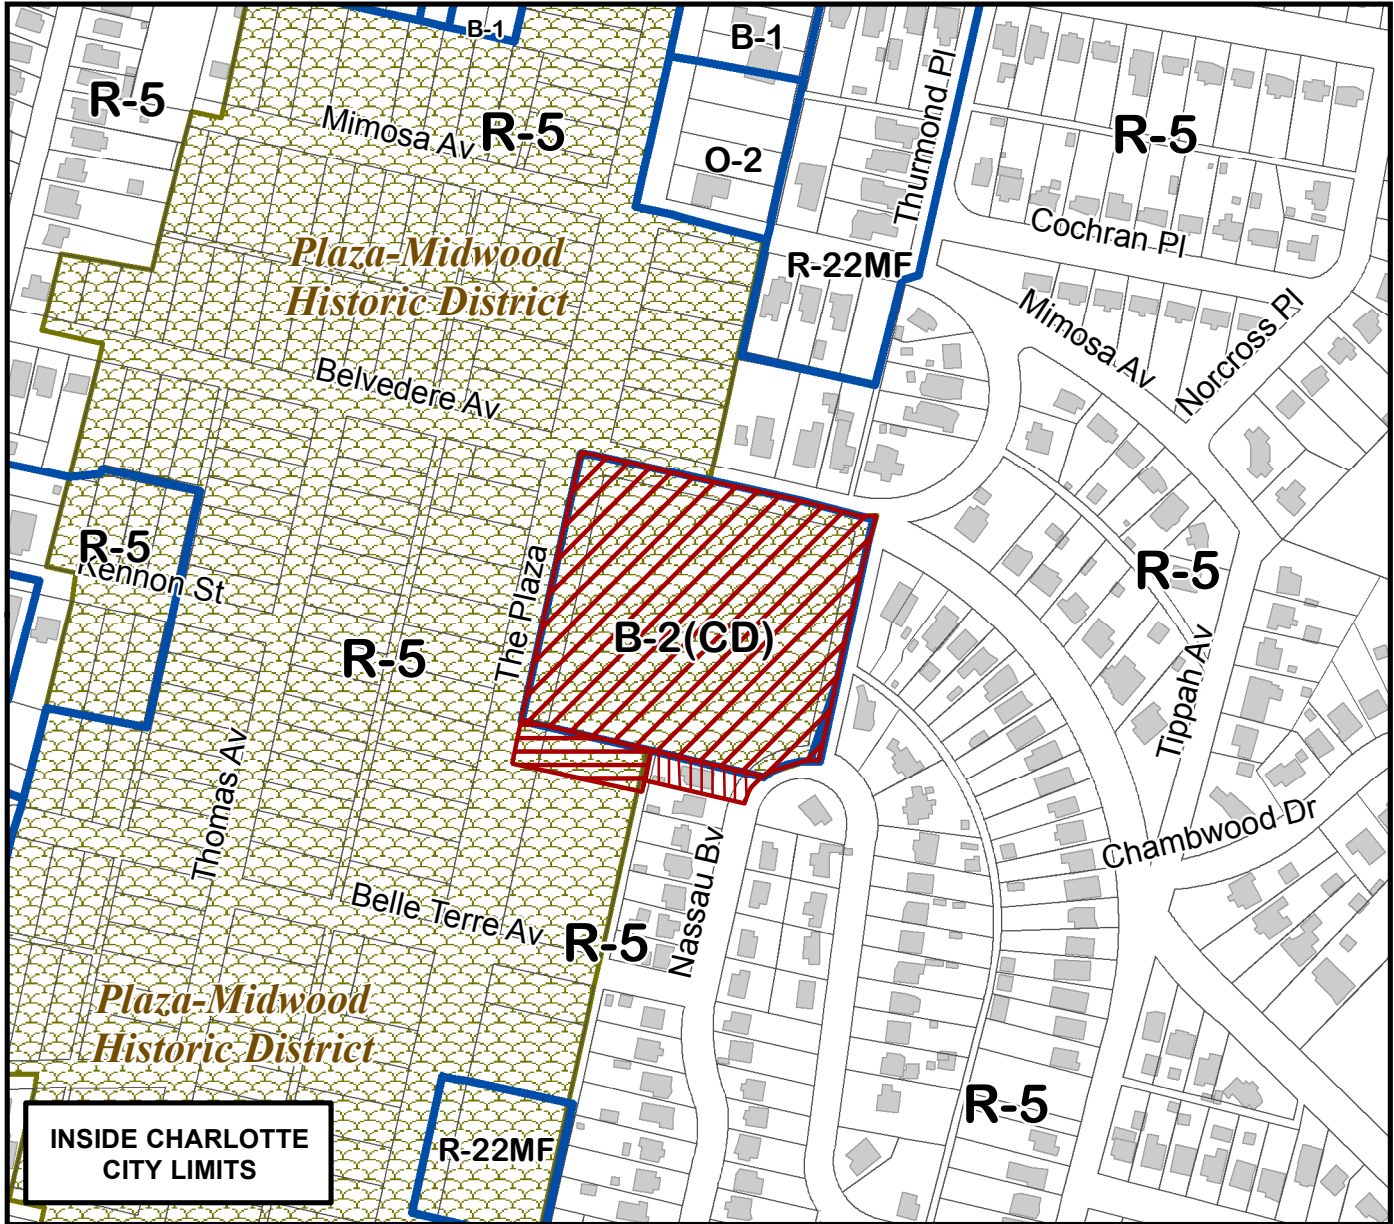 B-1
B-1
R-5
Mimosa Av
R-5
R-5
O-2
Thurmond Pl
Cochran Pl
Plaza-Midwood
Historic District
R-22MF
Mimosa Av
Norcross Pl
Belvedere Av
R-5
Kennon St
The Plaza
R-5
B-2(CD)
R-5
Tippah Av
Thomas Av
Chambwood Dr
Belle Terre Av
R-5
Nassau Bv
Plaza-Midwood
Historic District
R-5
R-22MF
INSIDE CHARLOTTE
CITY LIMITS